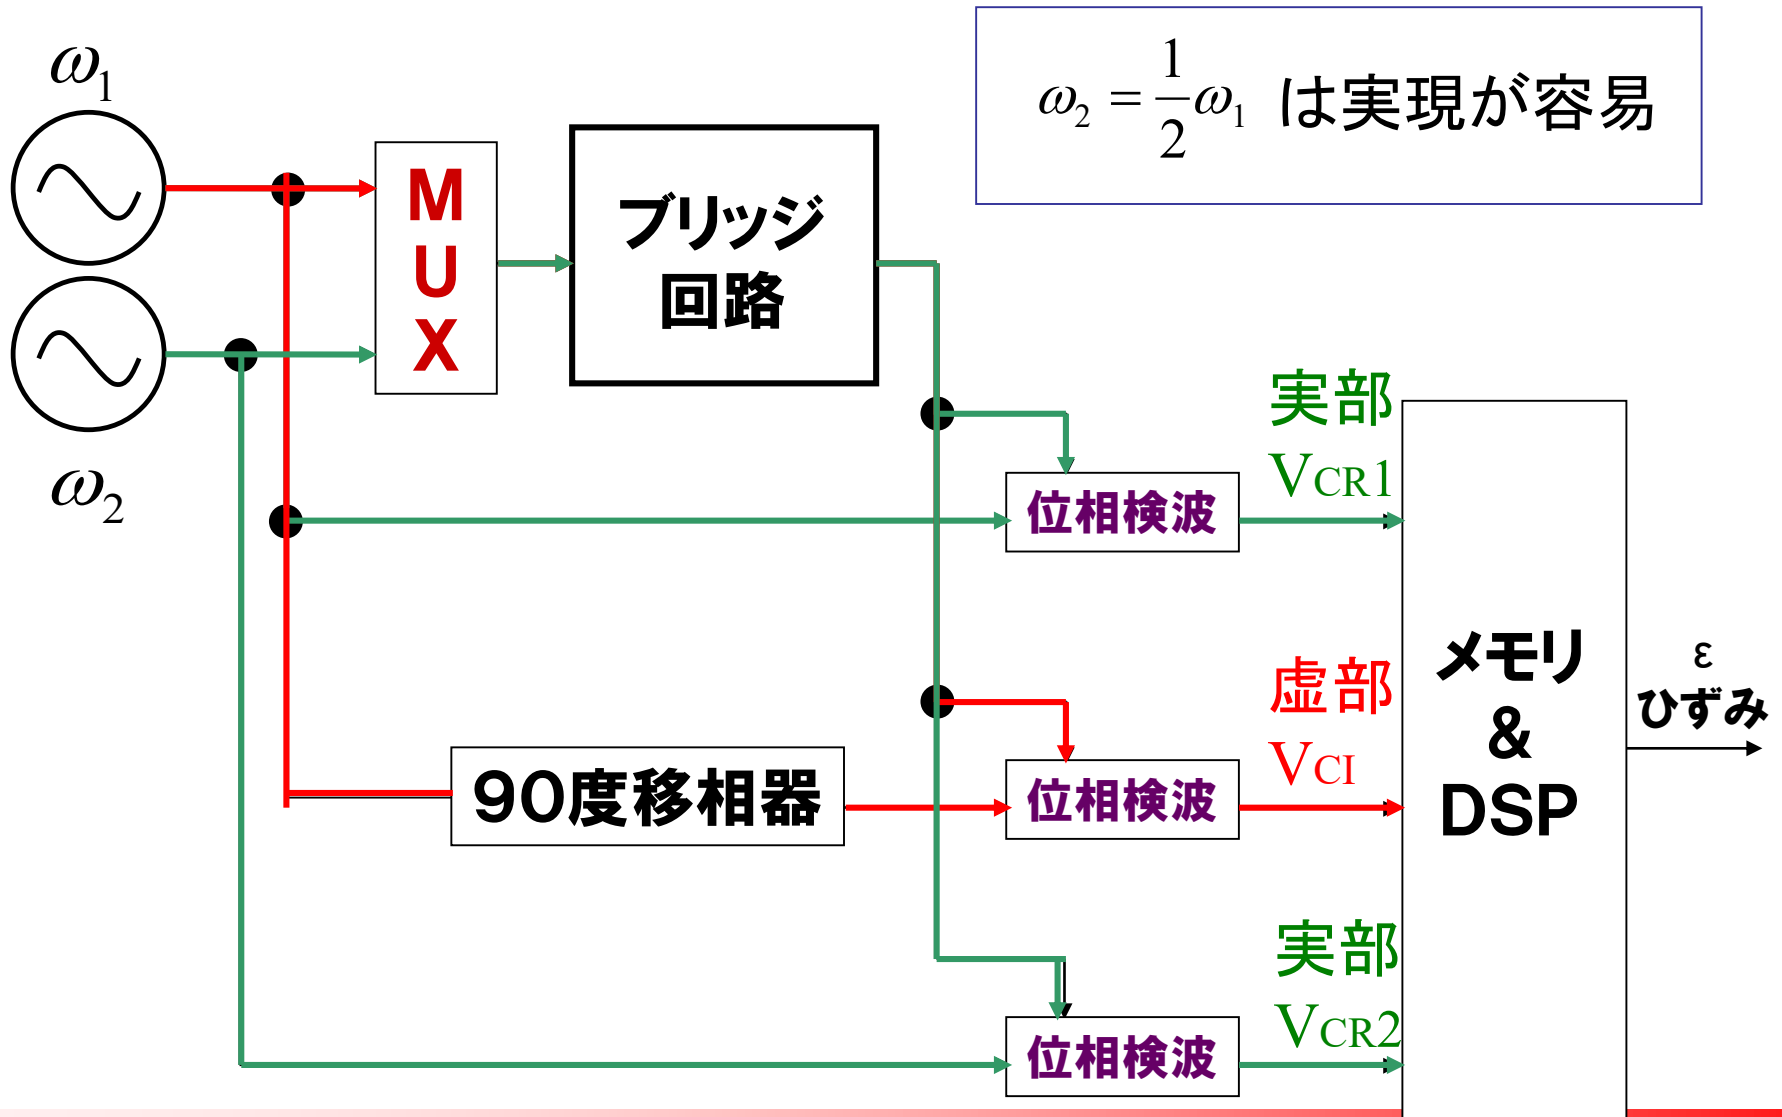 ω1
ω2
M
U
X
ブリッジ
回路
ω2 = 1/2 ω1 は実現が容易
実部
VCR1
位相検波
虚部
VCI
90度移相器
位相検波
実部
VCR2
位相検波
メモリ
&
DSP
ε
ひずみ